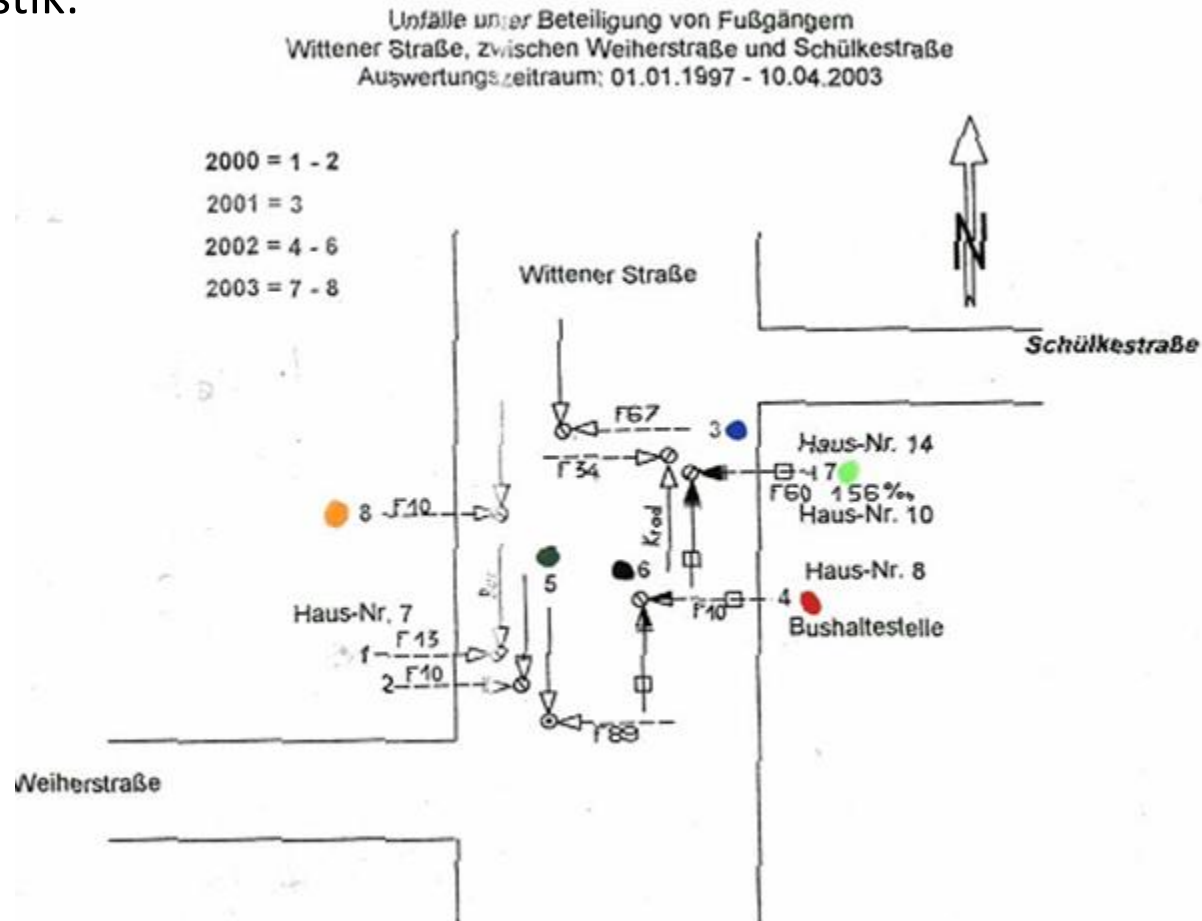 Unfälle unter Beteiligung von Fußgängern
Wittener Straße, zwischen Weiherstraße und Schülkestraße
Auswertungszeitraum: 01.01.1997 - 10.04.2003
2000 = 1 - 2
2001 = 3
2002 = 4 - 6
2003 = 7 - 8
N
Wittener Straße
Schülkestraße
F67
3
Haus-Nr. 14
F34
7
F60 156‰
8 F10
Haus-Nr. 10
Krad
5
6
Haus-Nr. 8
F10
4
Haus-Nr. 7
Bushaltestelle
1 F13
2 F10
F89
Weiherstraße